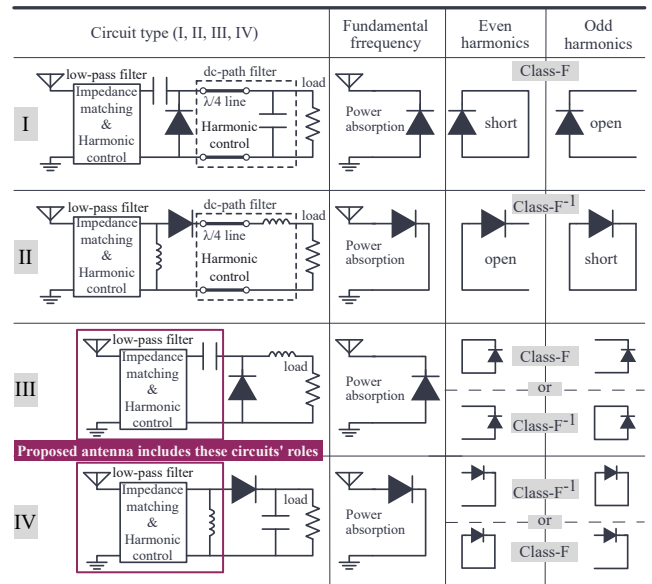 Circuit type (I, II, III, IV)
Fundamental
frrequency
Even
harmonics
Odd
harmonics
I
low-pass filter
Impedance
matching
&
Harmonic
control
dc-path filter
λ/4 line
Harmonic
control
load
Power
absorption
Class-F
short
open
II
low-pass filter
Impedance
matching
&
Harmonic
control
dc-path filter
λ/4 line
Harmonic
control
load
Power
absorption
Class-F-1
open
short
III
low-pass filter
Impedance
matching
&
Harmonic
control
load
Power
absorption
Class-F
or
Class-F-1
Proposed antenna includes these circuits' roles
IV
low-pass filter
Impedance
matching
&
Harmonic
control
load
Power
absorption
Class-F-1
or
Class-F